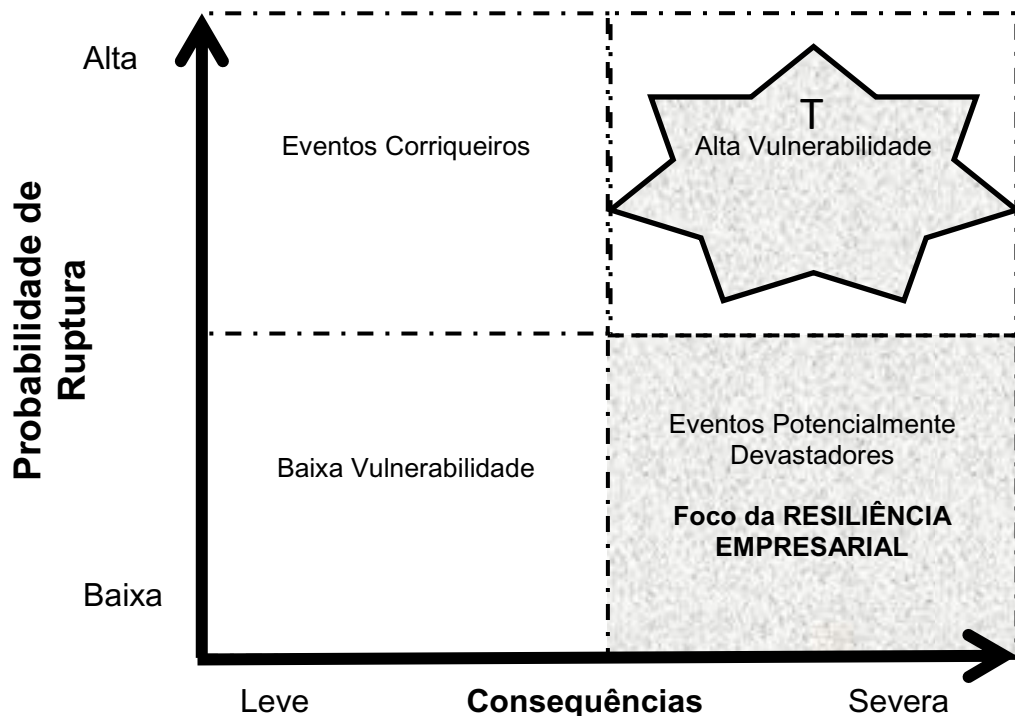 Alta
Probabilidade de
Ruptura
Baixa
Eventos Corriqueiros
T
Alta Vulnerabilidade
Baixa Vulnerabilidade
Eventos Potencialmente
Devastadores
Foco da RESILIÊNCIA
EMPRESARIAL
Leve
Consequências
Severa